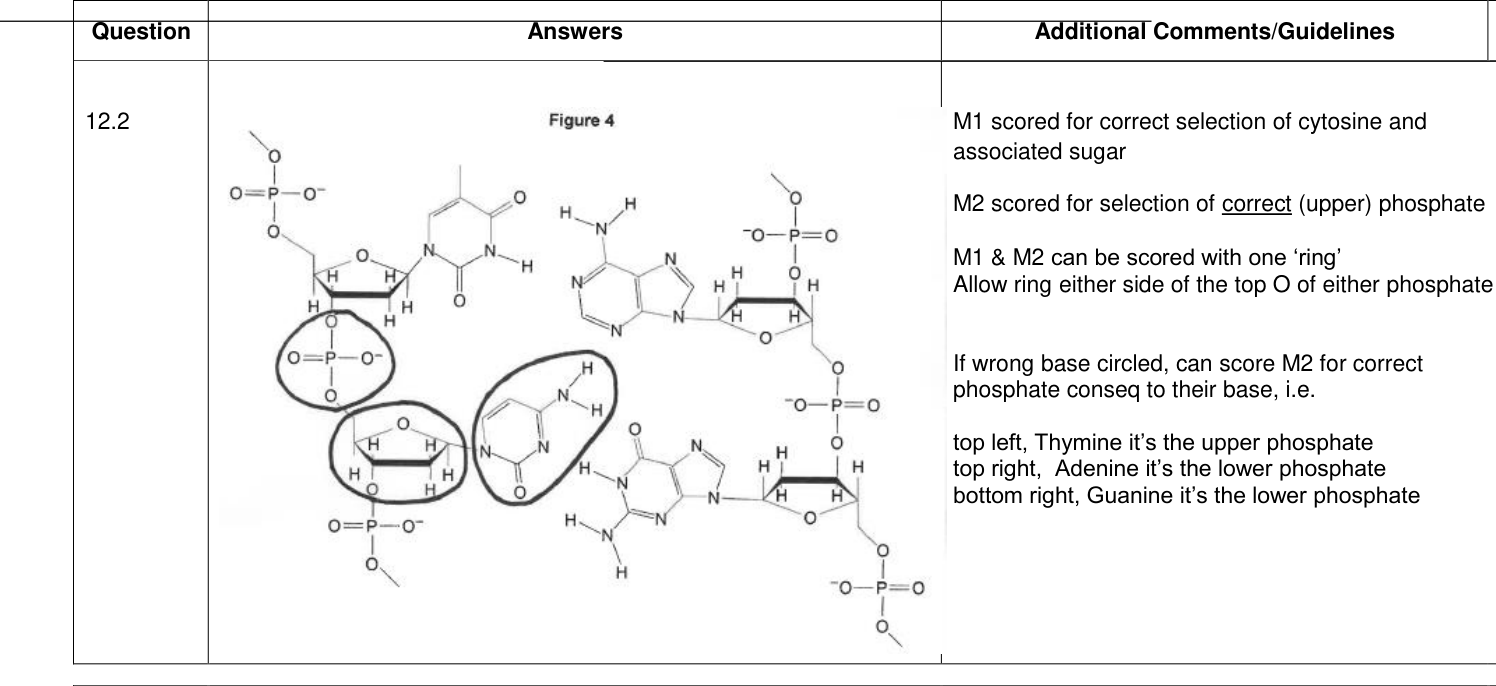 Question
Answers
Additional Comments/Guidelines
12.2
Figure 4
O
O=P—O⁻
O
O
H
H
H
H
H
O
N
N
H
O
O
O=P—O⁻
O
O
H
H
H
H
H
O
N
N
O
N
H
H
O=P—O⁻
O
H
H
N
N
N
N
N
O
⁻O—P=O
O
H
H
H
H
H
O
O
⁻O—P=O
O
O
H
N
N
N
N
H
N
H
H
H
H
H
H
O
O
⁻O—P=O
O
M1 scored for correct selection of cytosine and
associated sugar
M2 scored for selection of correct (upper) phosphate
M1 & M2 can be scored with one ‘ring’
Allow ring either side of the top O of either phosphate
If wrong base circled, can score M2 for correct
phosphate conseq to their base, i.e.
top left, Thymine it’s the upper phosphate
top right, Adenine it’s the lower phosphate
bottom right, Guanine it’s the lower phosphate